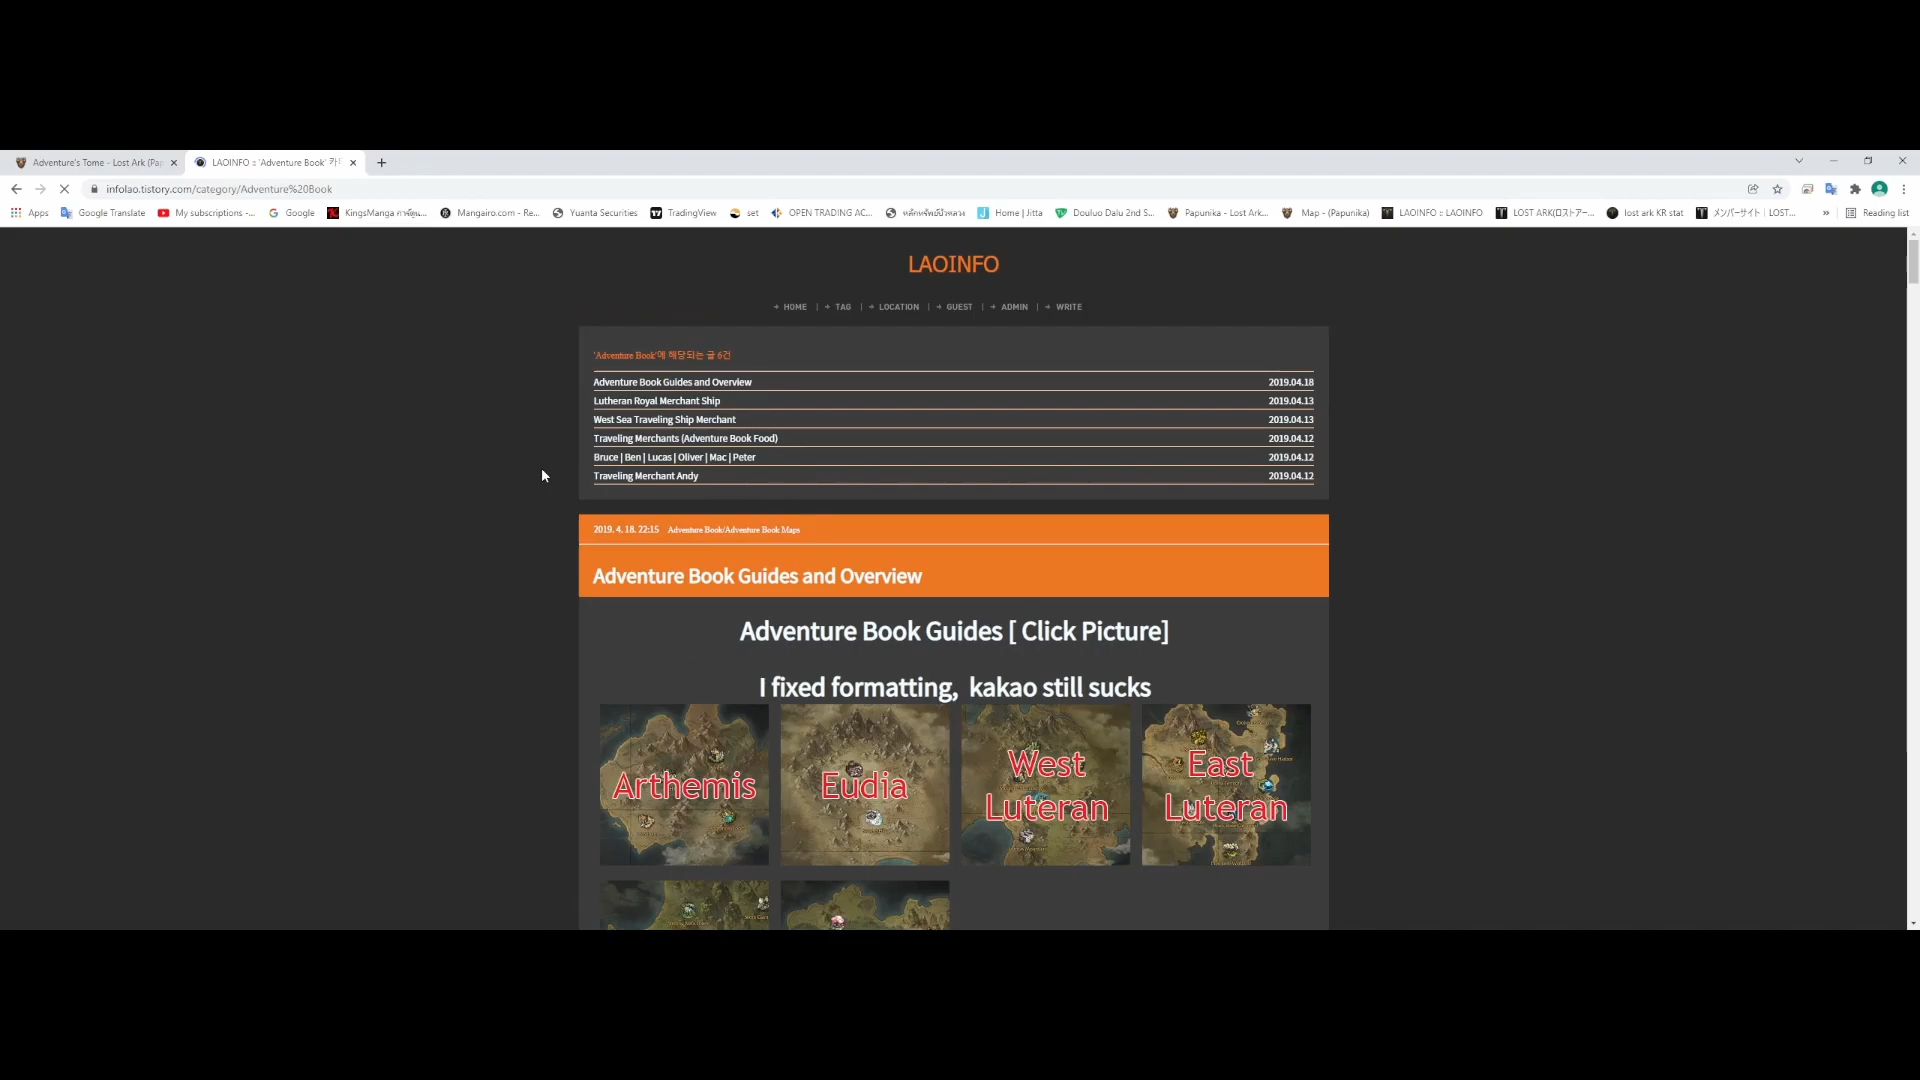 Adventure's Tome - Lost Ark (Pap
LAOINFO :: 'Adventure Book' 카
infolao.tistory.com/category/Adventure%20Book
Apps
Google Translate
My subscriptions -...
Google
KingsManga การ์ตูน...
Mangairo.com - Re...
Yuanta Securities
TradingView
set
OPEN TRADING AC...
หลักทรัพย์บัวหลวง
Home | Jitta
Douluo Dalu 2nd S...
Papunika - Lost Ark...
Map - (Papunika)
LAOINFO :: LAOINFO
LOST ARK(ロストアー...
lost ark KR stat
メンバーサイト | LOST...
»
Reading list
LAOINFO
HOME | TAG | LOCATION | GUEST | ADMIN | WRITE
'Adventure Book'에 해당되는 글 6건
Adventure Book Guides and Overview 2019.04.18
Lutheran Royal Merchant Ship 2019.04.13
West Sea Traveling Ship Merchant 2019.04.13
Traveling Merchants (Adventure Book Food) 2019.04.12
Bruce | Ben | Lucas | Oliver | Mac | Peter 2019.04.12
Traveling Merchant Andy 2019.04.12
2019. 4. 18. 22:15 Adventure Book/Adventure Book Maps
Adventure Book Guides and Overview
Adventure Book Guides [ Click Picture]
I fixed formatting, kakao still sucks
Arthemis
Eudia
West
Luteran
East
Luteran